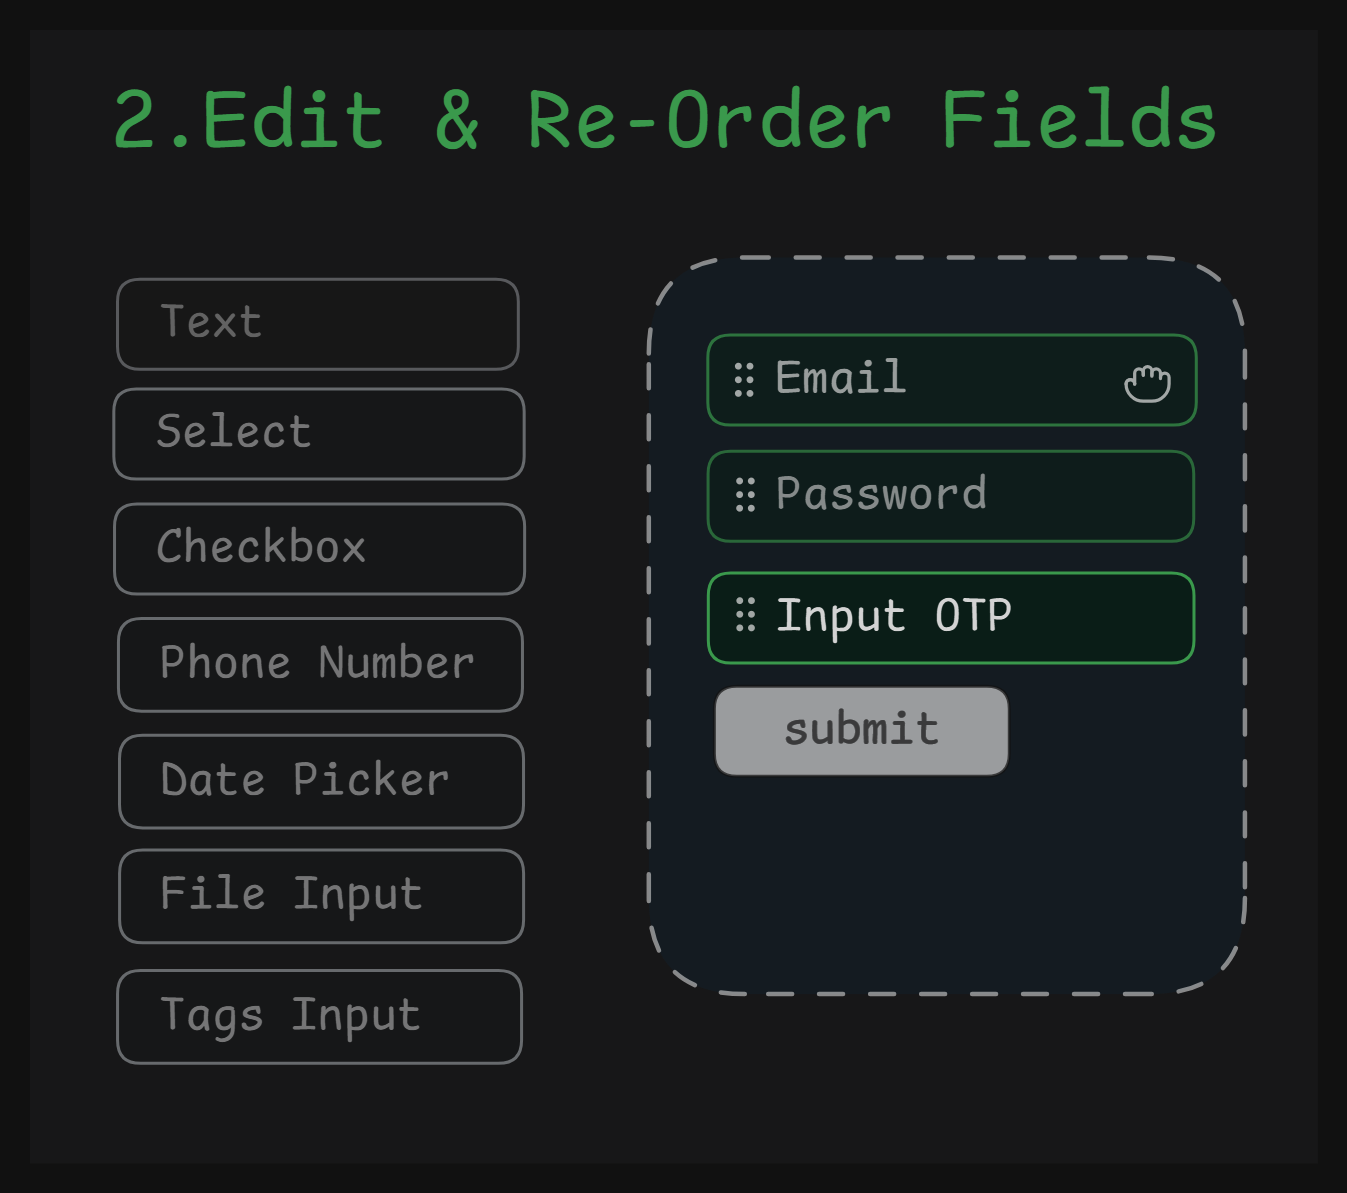 2.Edit & Re-Order Fields
Text
Select
Checkbox
Phone Number
Date Picker
File Input
Tags Input
Email
Password
Input OTP
submit